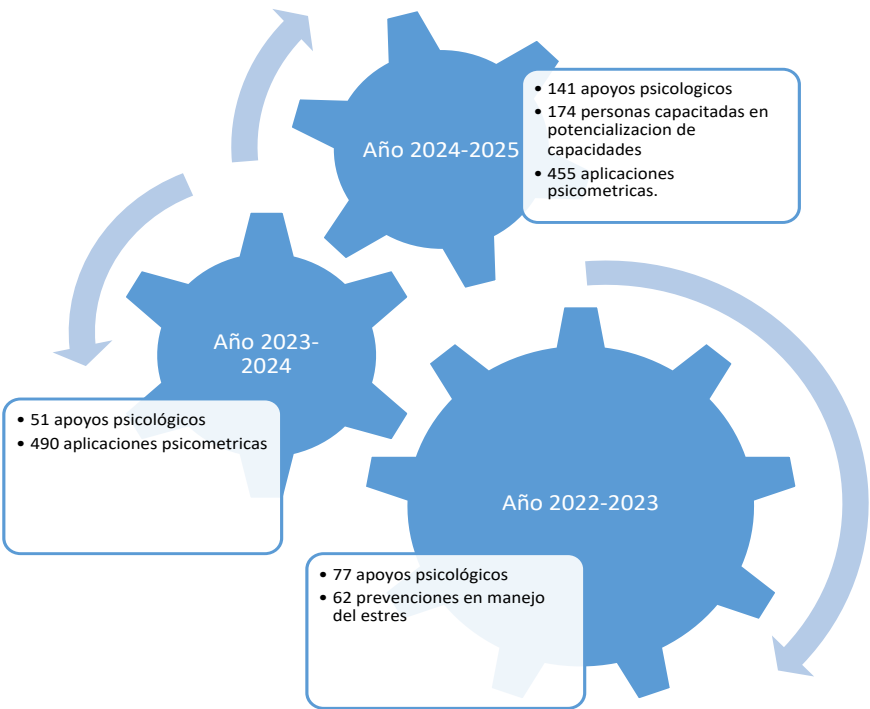 Año 2024-2025
• 141 apoyos psicologicos
• 174 personas capacitadas en
potencializacion de
capacidades
• 455 aplicaciones
psicometricas.
Año 2023-
2024
• 51 apoyos psicológicos
• 490 aplicaciones psicometricas
Año 2022-2023
• 77 apoyos psicológicos
• 62 prevenciones en manejo
del estres